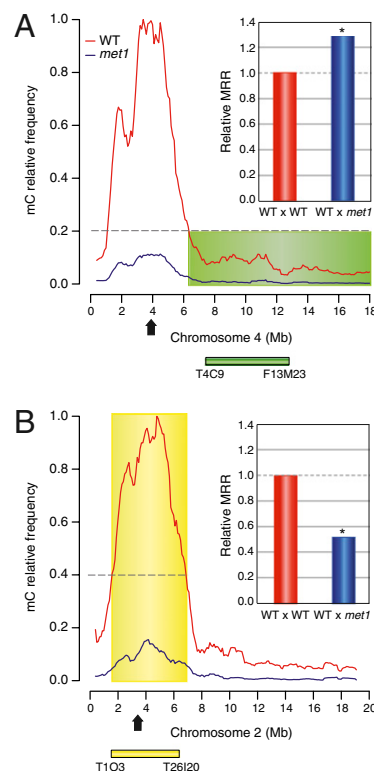 A
WT
met1
mC relative frequency
1.0
0.8
0.6
0.4
0.2
0.0
0 2 4 6 8 10 12 14 16 18
Chromosome 4 (Mb)
T4C9 F13M23
Relative MRR
1.4
1.2
1.0
0.8
0.6
0.4
0.2
0.0
*
WT x WT WT x met1
B
mC relative frequency
1.0
0.8
0.6
0.4
0.2
0.0
0 2 4 6 8 10 12 14 16 18 20
Chromosome 2 (Mb)
T1O3 T26I20
Relative MRR
1.4
1.2
1.0
0.8
0.6
0.4
0.2
0.0
*
WT x WT WT x met1